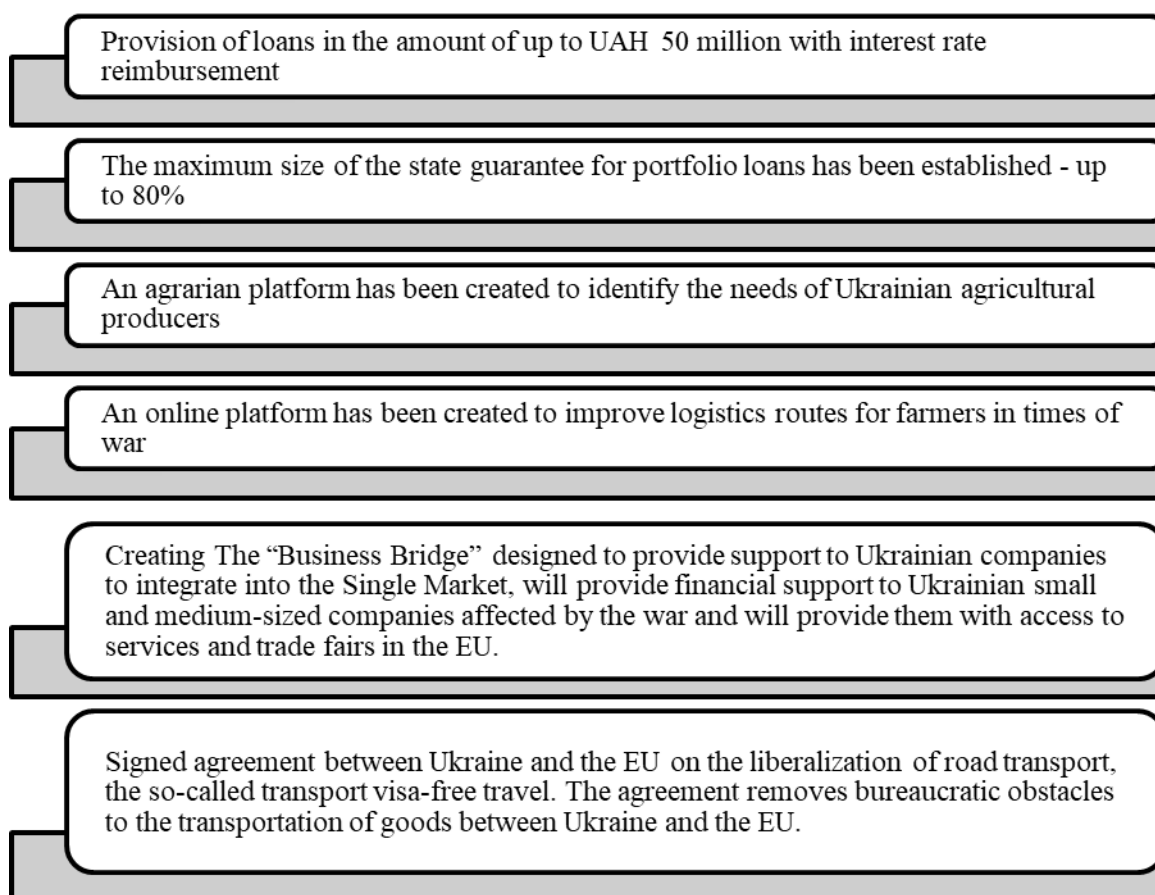 Provision of loans in the amount of up to UAH 50 million with interest rate
reimbursement
The maximum size of the state guarantee for portfolio loans has been established - up
to 80%
An agrarian platform has been created to identify the needs of Ukrainian agricultural
producers
An online platform has been created to improve logistics routes for farmers in times of
war
Creating The “Business Bridge” designed to provide support to Ukrainian companies
to integrate into the Single Market, will provide financial support to Ukrainian small
and medium-sized companies affected by the war and will provide them with access to
services and trade fairs in the EU.
Signed agreement between Ukraine and the EU on the liberalization of road transport,
the so-called transport visa-free travel. The agreement removes bureaucratic obstacles
to the transportation of goods between Ukraine and the EU.